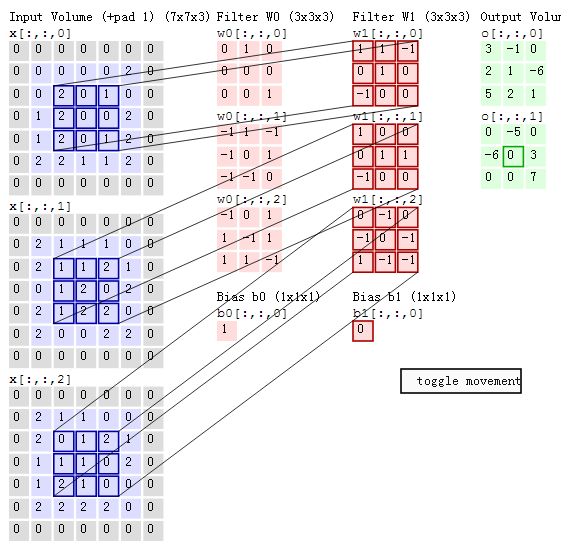 Input Volume (+pad 1) (7x7x3)
x[:,:,0]
0 0 0 0 0 0 0
0 0 0 0 0 2 0
0 0 2 0 1 0 0
0 1 2 0 0 2 0
0 1 2 0 1 2 0
0 2 2 1 1 2 0
0 0 0 0 0 0 0
x[:,:,1]
0 0 0 0 0 0 0
0 2 1 1 1 0 0
0 2 1 1 2 1 0
0 0 1 2 0 2 0
0 1 1 2 2 0 0
0 2 0 0 2 2 0
0 0 0 0 0 0 0
x[:,:,2]
0 0 0 0 0 0 0
0 2 1 1 0 0 0
0 2 0 1 2 1 0
0 1 1 1 0 2 0
0 1 2 1 0 0 0
0 2 2 2 2 0 0
0 0 0 0 0 0 0
Filter W0 (3x3x3)
w0[:,:,0]
0 1 0
0 0 0
0 0 1
w0[:,:,1]
-1 1 -1
-1 0 1
-1 -1 0
w0[:,:,2]
-1 0 1
1 -1 1
1 1 -1
Bias b0 (1x1x1)
b0[:,:,0]
1
Filter W1 (3x3x3)
w1[:,:,0]
1 1 -1
0 1 0
-1 0 0
w1[:,:,1]
1 0 0
0 1 1
-1 0 0
w1[:,:,2]
0 -1 0
-1 0 -1
1 -1 -1
Bias b1 (1x1x1)
b1[:,:,0]
0
Output Volu
o[:,:,0]
3 -1 0
2 1 -6
5 2 1
o[:,:,1]
0 -5 0
-6 0 3
0 0 7
toggle movement